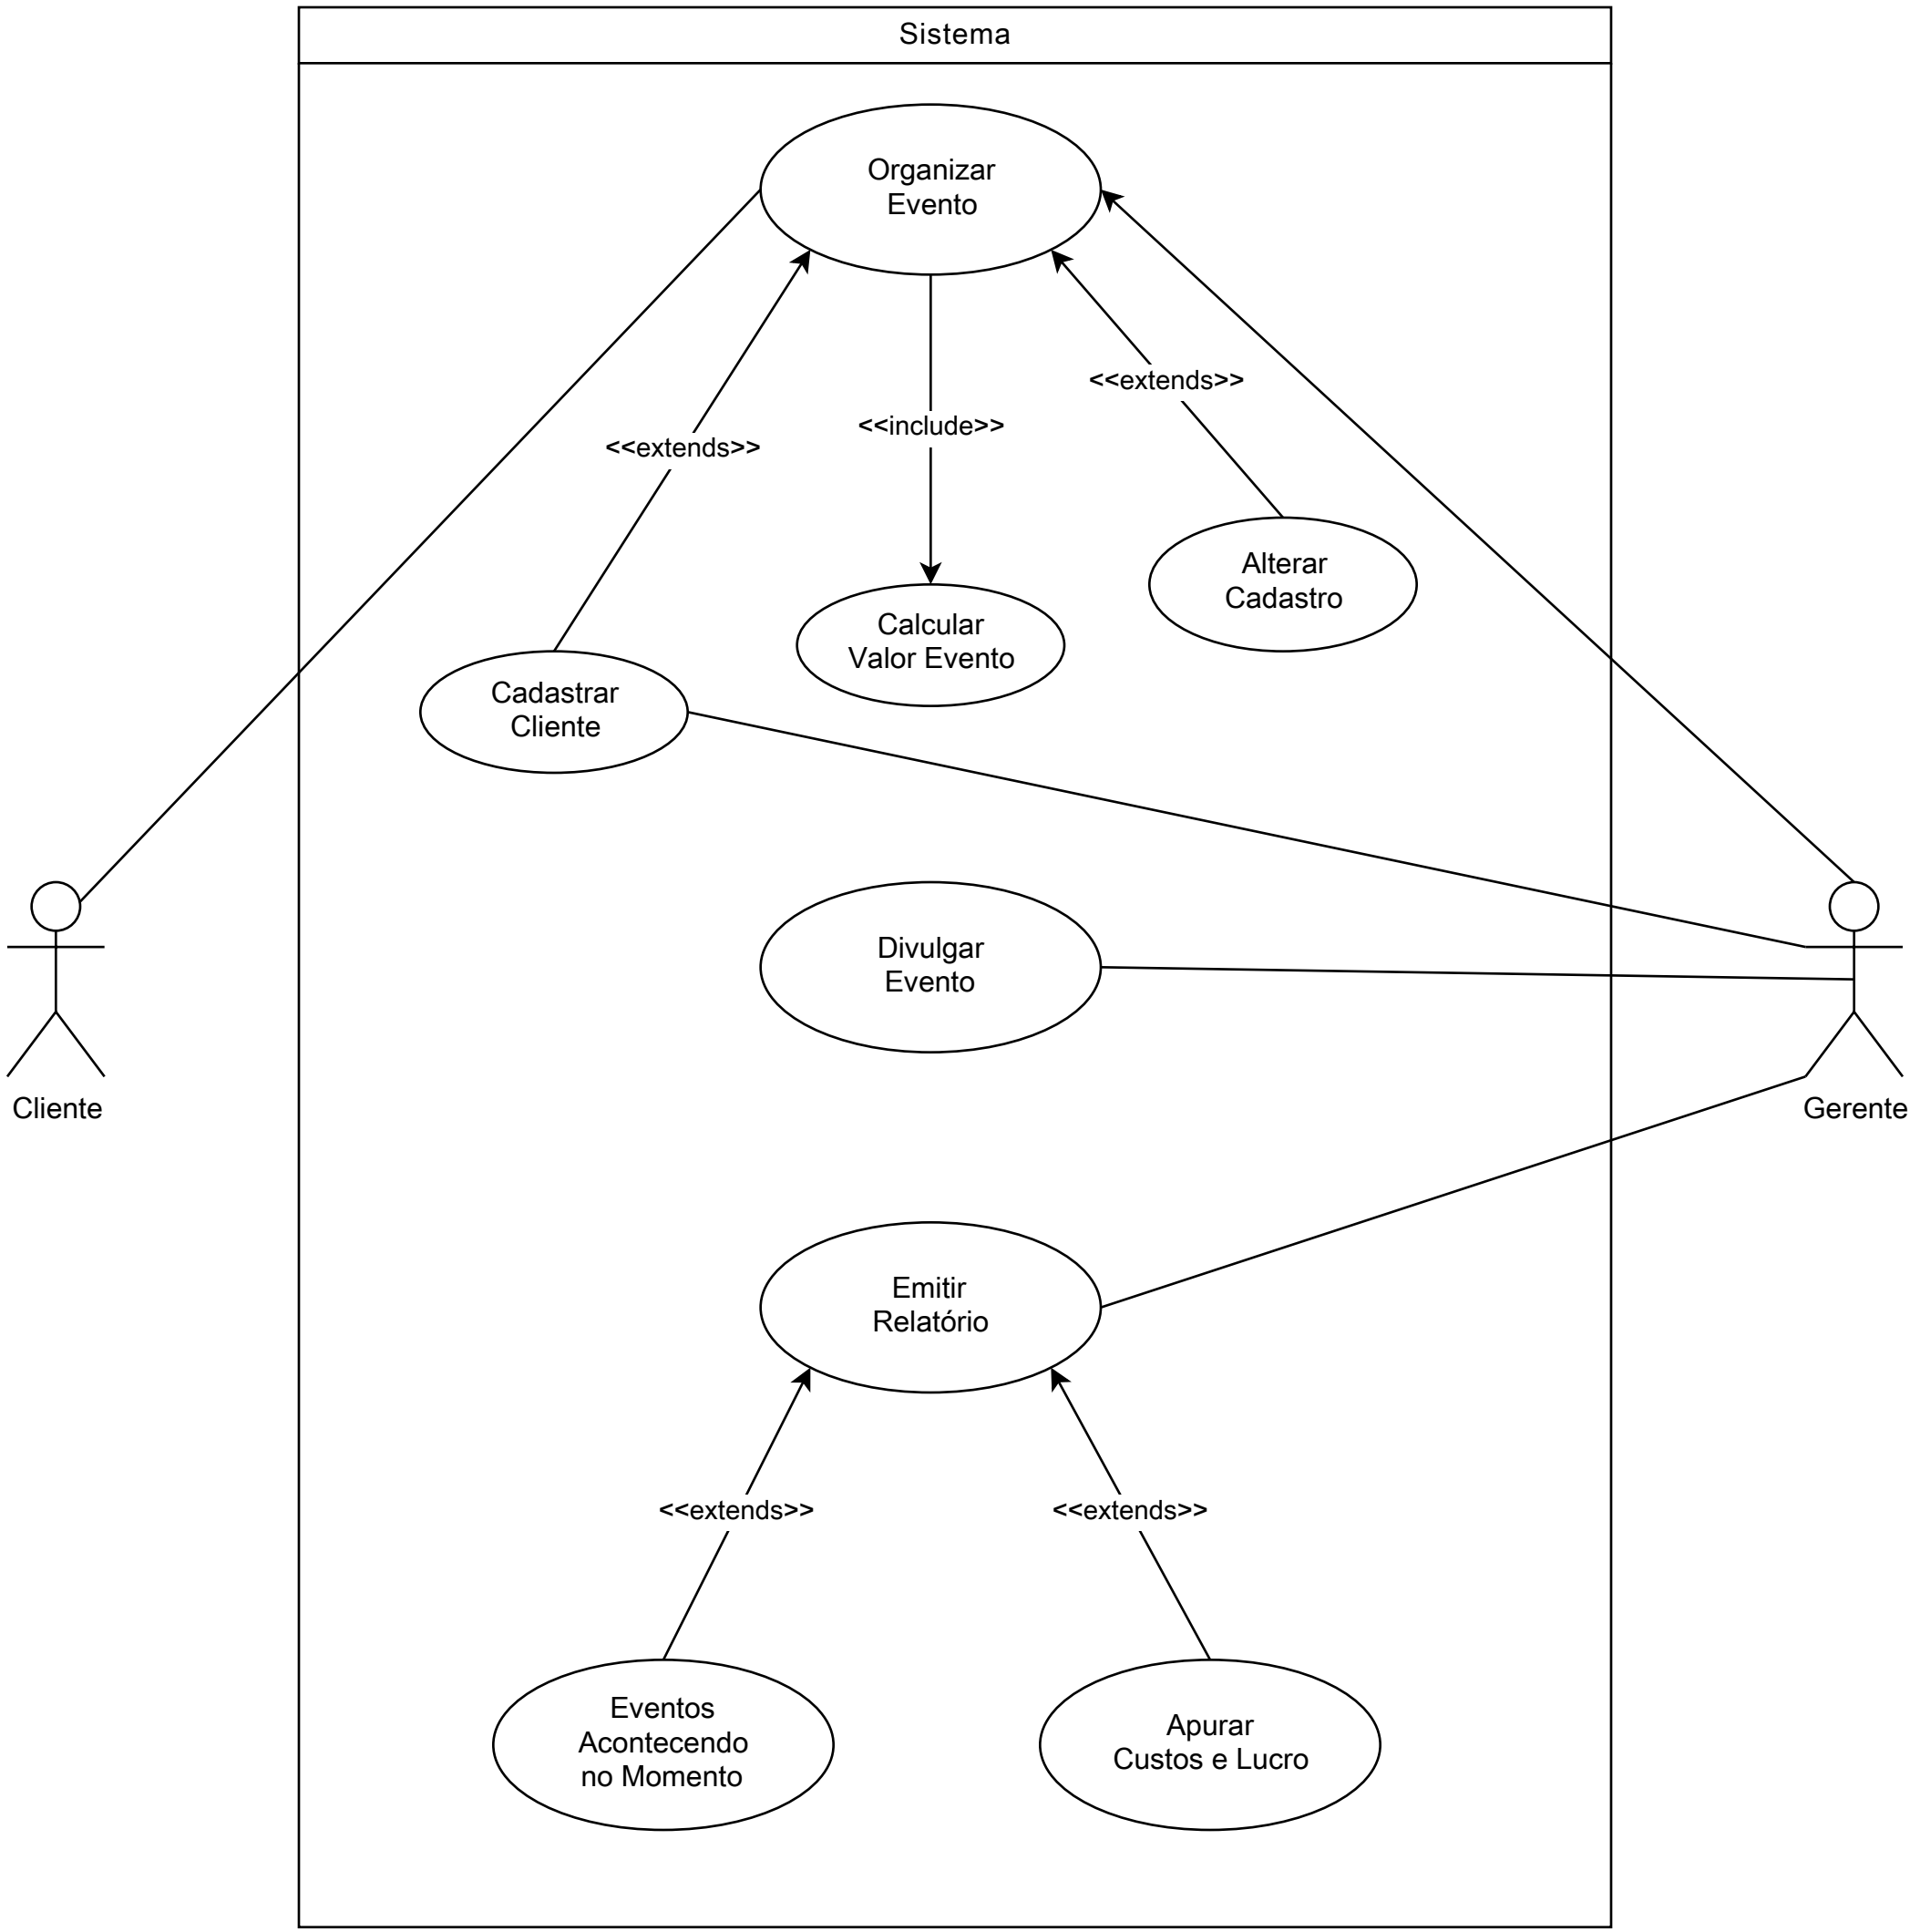 Sistema
Organizar
Evento
<<extends>>
<<include>>
<<extends>>
Alterar
Cadastro
Calcular
Valor Evento
Cadastrar
Cliente
Divulgar
Evento
Cliente
Gerente
Emitir
Relatório
<<extends>>
<<extends>>
Eventos
Acontecendo
no Momento
Apurar
Custos e Lucro